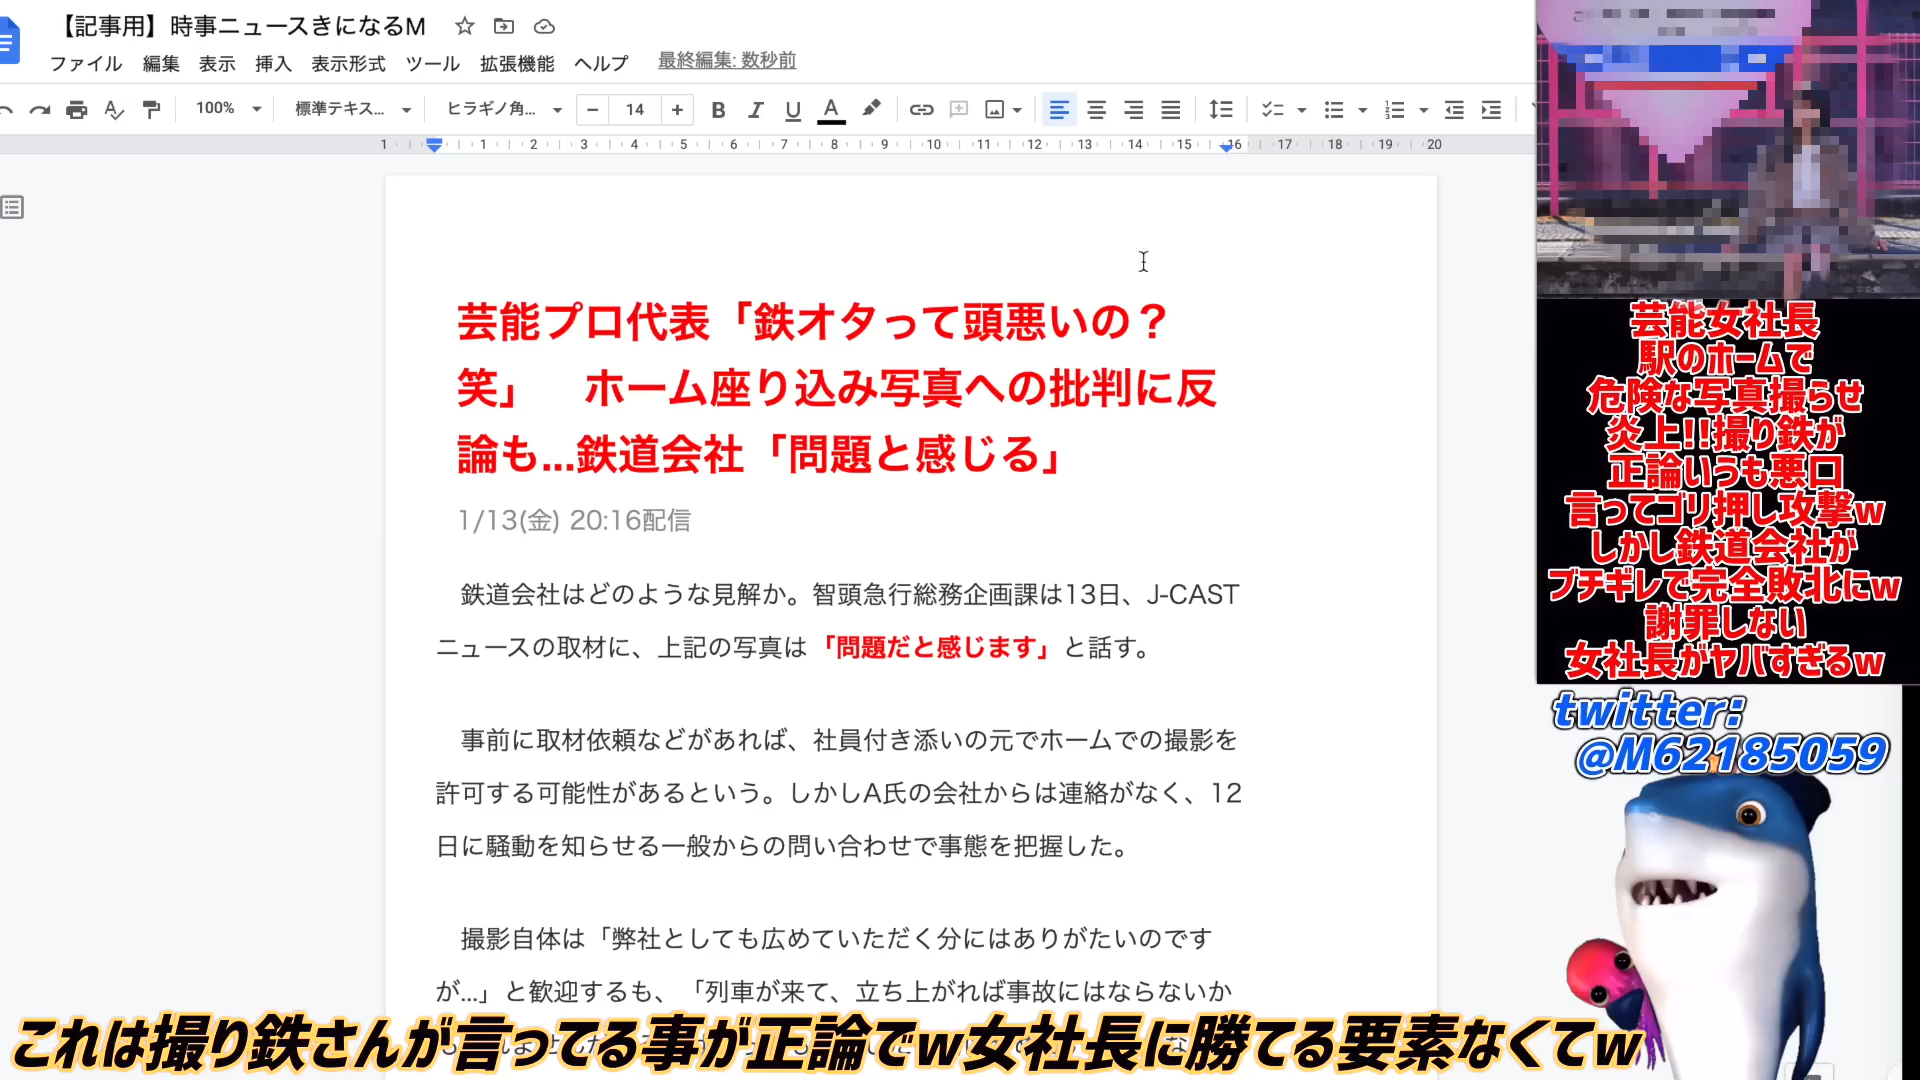 【記事用】時事ニュースきになるM
ファイル 編集 表示 挿入 表示形式 ツール 拡張機能 ヘルプ 最終編集: 数秒前
100% 標準テキス... ヒラギノ角... − 14 + B I U A
1 1 2 3 4 5 6 7 8 9 10 11 12 13 14 15 16 17 18 19 20
芸能プロ代表「鉄オタって頭悪いの？
笑」　ホーム座り込み写真への批判に反
論も...鉄道会社「問題と感じる」
1/13(金) 20:16配信
鉄道会社はどのような見解か。智頭急行総務企画課は13日、J-CAST
ニュースの取材に、上記の写真は「問題だと感じます」と話す。
事前に取材依頼などがあれば、社員付き添いの元でホームでの撮影を
許可する可能性があるという。しかしA氏の会社からは連絡がなく、12
日に騒動を知らせる一般からの問い合わせで事態を把握した。
撮影自体は「弊社としても広めていただく分にはありがたいのです
が...」と歓迎するも、「列車が来て、立ち上がれば事故にはならないか
これは撮り鉄さんが言ってる事が正論でw女社長に勝てる要素なくてw
芸能女社長
駅のホームで
危険な写真撮らせ
炎上!!撮り鉄が
正論いうも悪口
言ってゴリ押し攻撃w
しかし鉄道会社が
ブチギレで完全敗北にw
謝罪しない
女社長がヤバすぎるw
twitter:
@M62185059